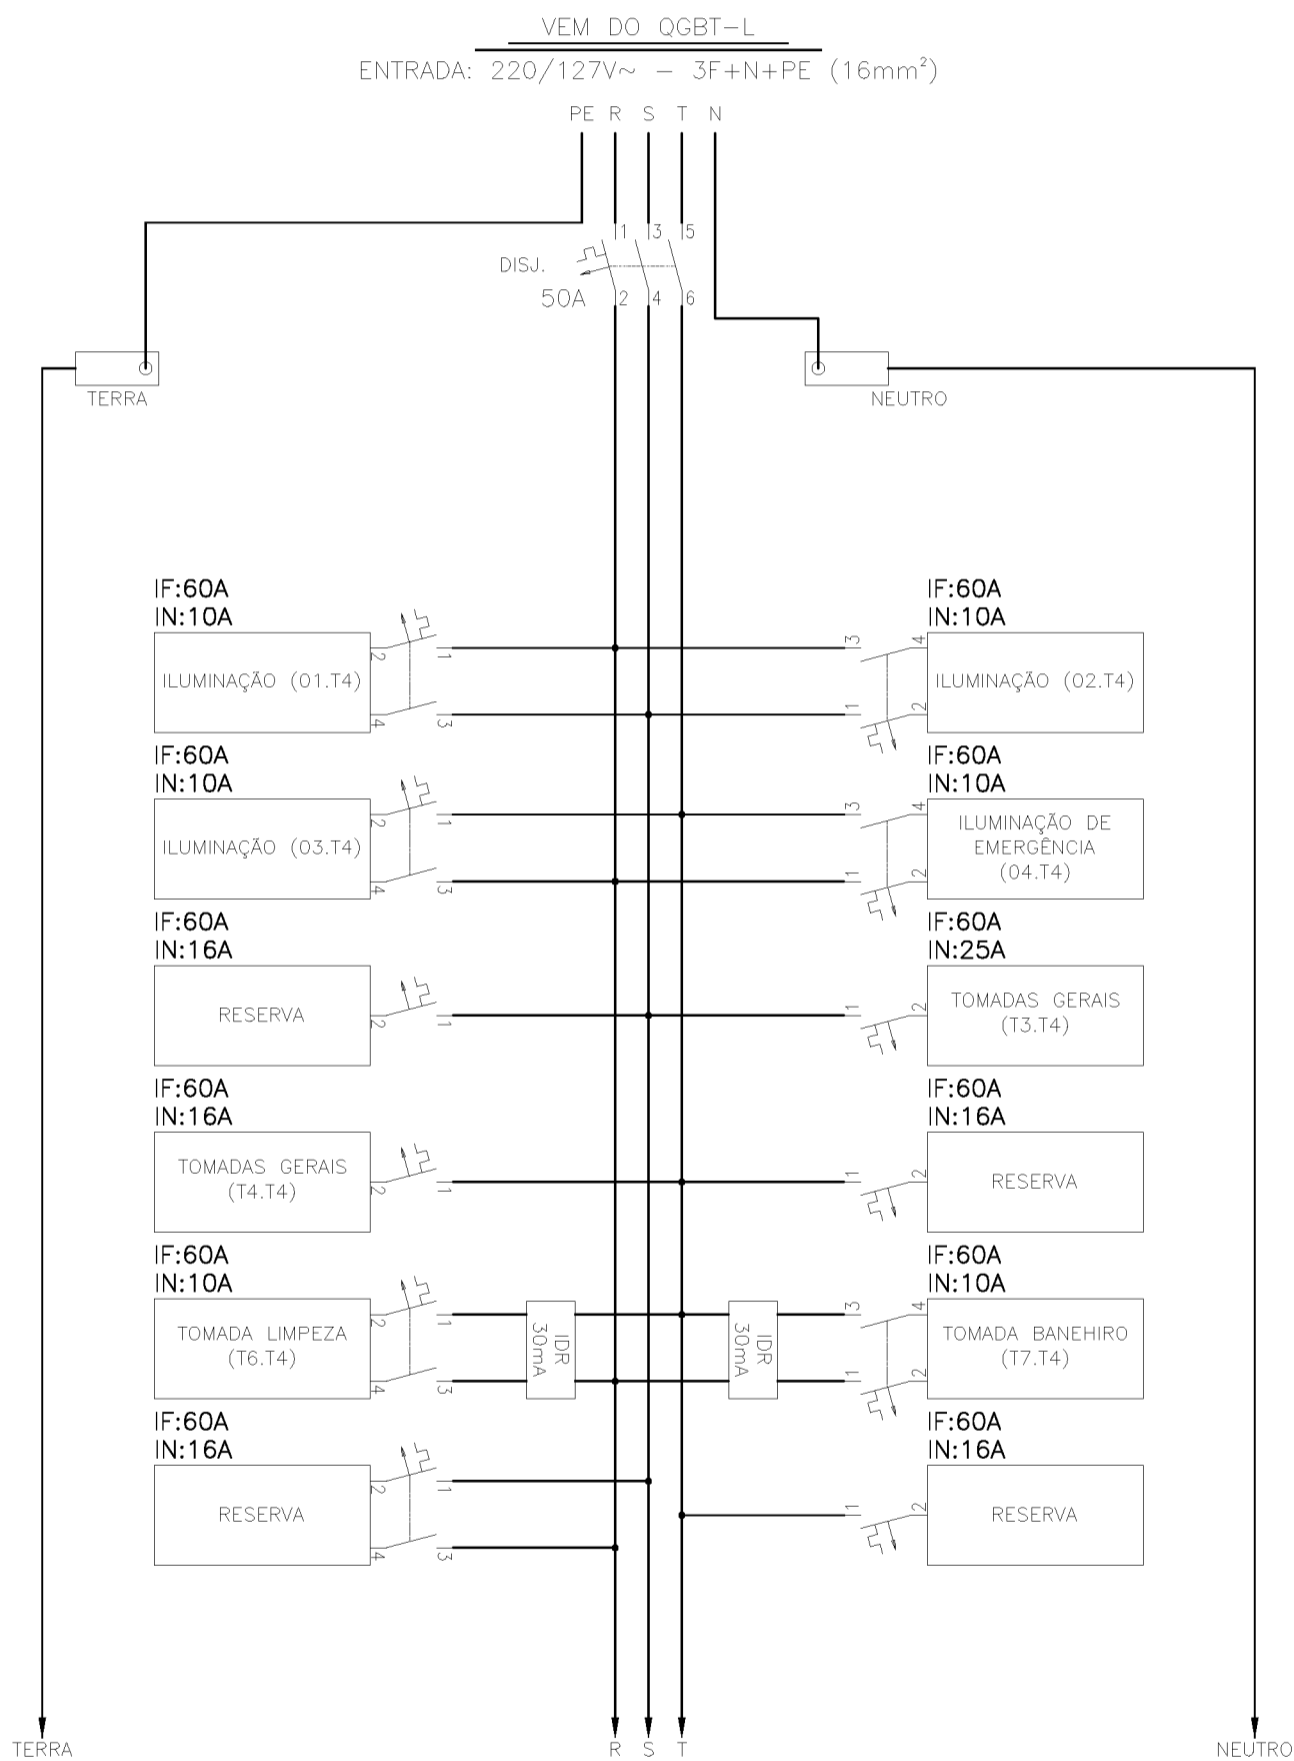 VEM DO QGBT-L
ENTRADA: 220/127V~ - 3F+N+PE (16mm²)
PE R S T N
1 3 5
DISJ.
50A
2 4 6
TERRA
NEUTRO
IF:60A
IN:10A
ILUMINAÇÃO (01.T4)
2 1
4 3
IF:60A
IN:10A
3 4
1 2
ILUMINAÇÃO (02.T4)
IF:60A
IN:10A
ILUMINAÇÃO (03.T4)
2 1
4 3
IF:60A
IN:10A
3 4
1 2
ILUMINAÇÃO DE
EMERGÊNCIA
(04.T4)
IF:60A
IN:16A
RESERVA
2 1
IF:60A
IN:25A
1 2
TOMADAS GERAIS
(T3.T4)
IF:60A
IN:16A
TOMADAS GERAIS
(T4.T4)
2 1
IF:60A
IN:16A
1 2
RESERVA
IF:60A
IN:10A
TOMADA LIMPEZA
(T6.T4)
2 1
4 3
IDR
30mA
IDR
30mA
IF:60A
IN:10A
3 4
1 2
TOMADA BANEHIRO
(T7.T4)
IF:60A
IN:16A
RESERVA
2 1
4 3
IF:60A
IN:16A
1 2
RESERVA
TERRA
R S T
NEUTRO